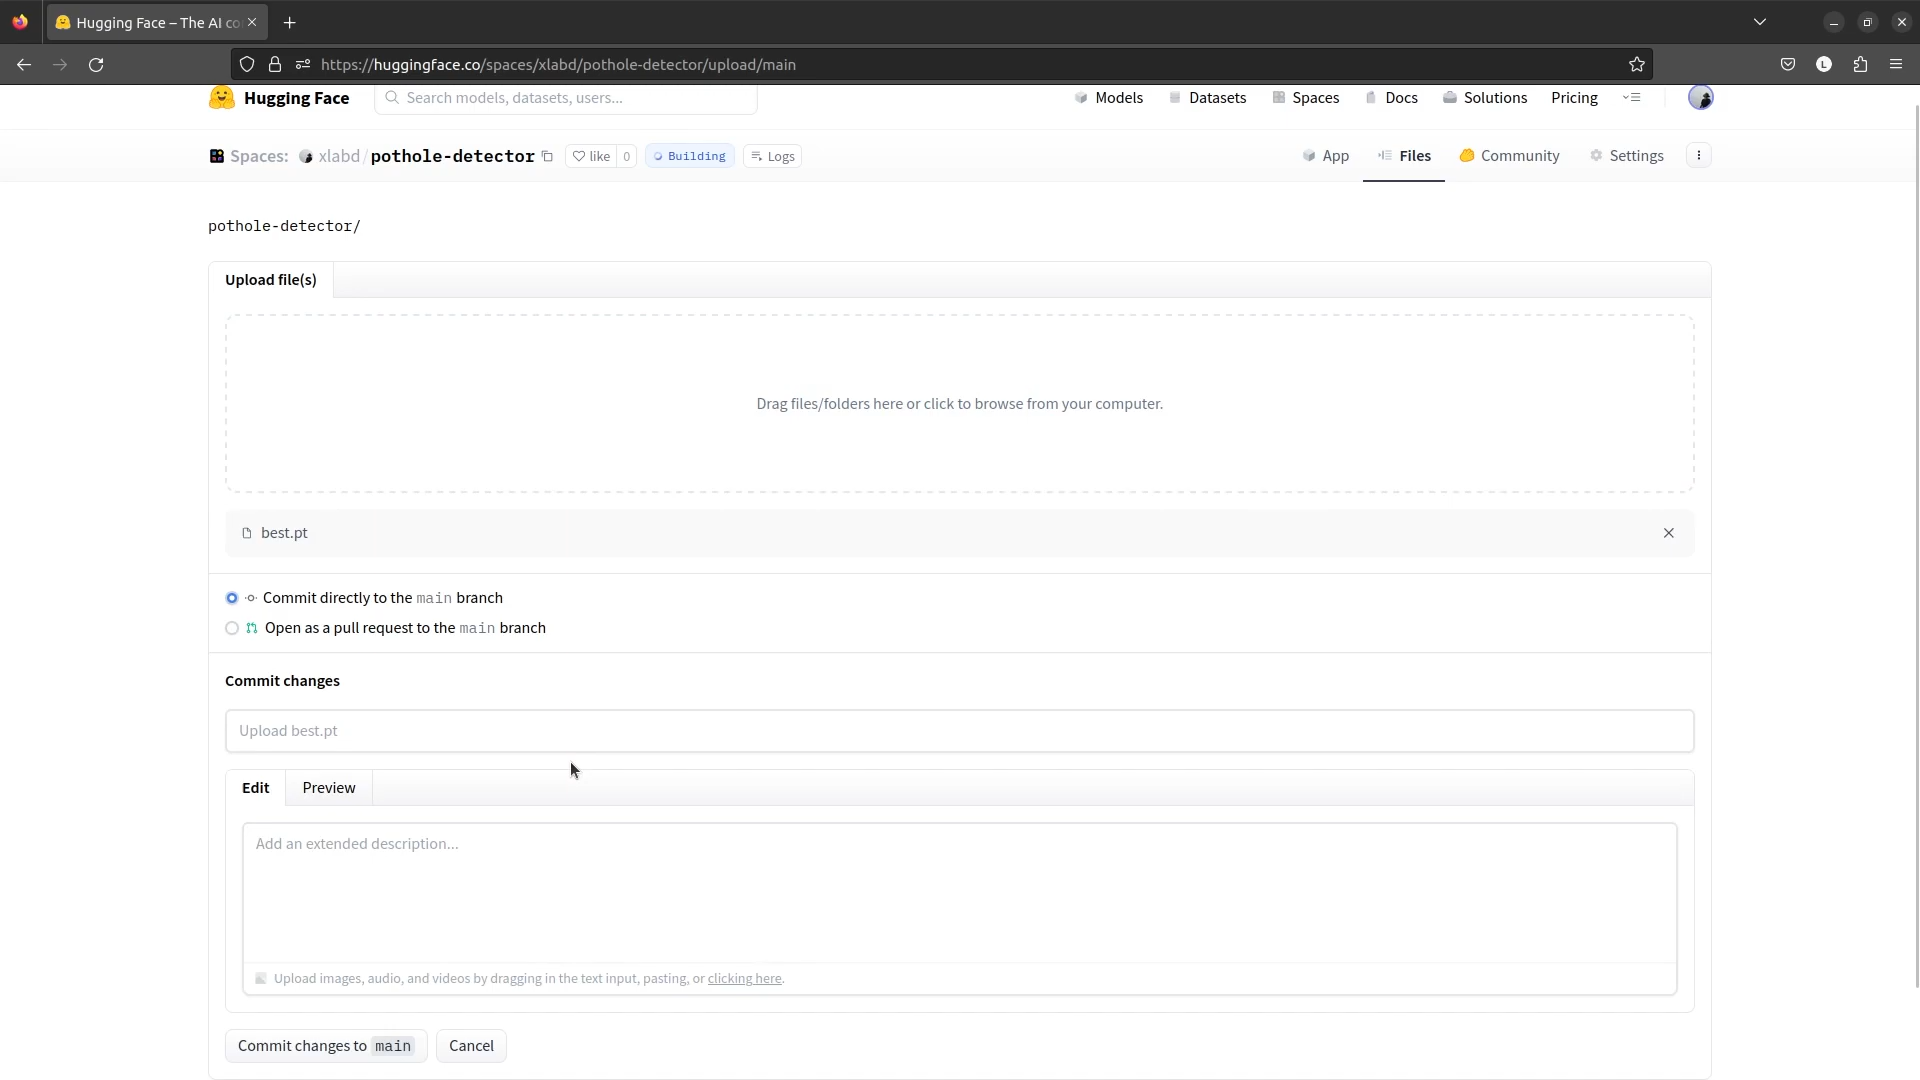 Hugging Face – The AI co
https://huggingface.co/spaces/xlabd/pothole-detector/upload/main
L
Hugging Face Search models, datasets, users... Models Datasets Spaces Docs Solutions Pricing
Spaces: xlabd / pothole-detector like 0 Building Logs App Files Community Settings
pothole-detector/
Upload file(s)
Drag files/folders here or click to browse from your computer.
best.pt
Commit directly to the main branch
Open as a pull request to the main branch
Commit changes
Upload best.pt
Edit Preview
Add an extended description...
Upload images, audio, and videos by dragging in the text input, pasting, or clicking here.
Commit changes to main Cancel